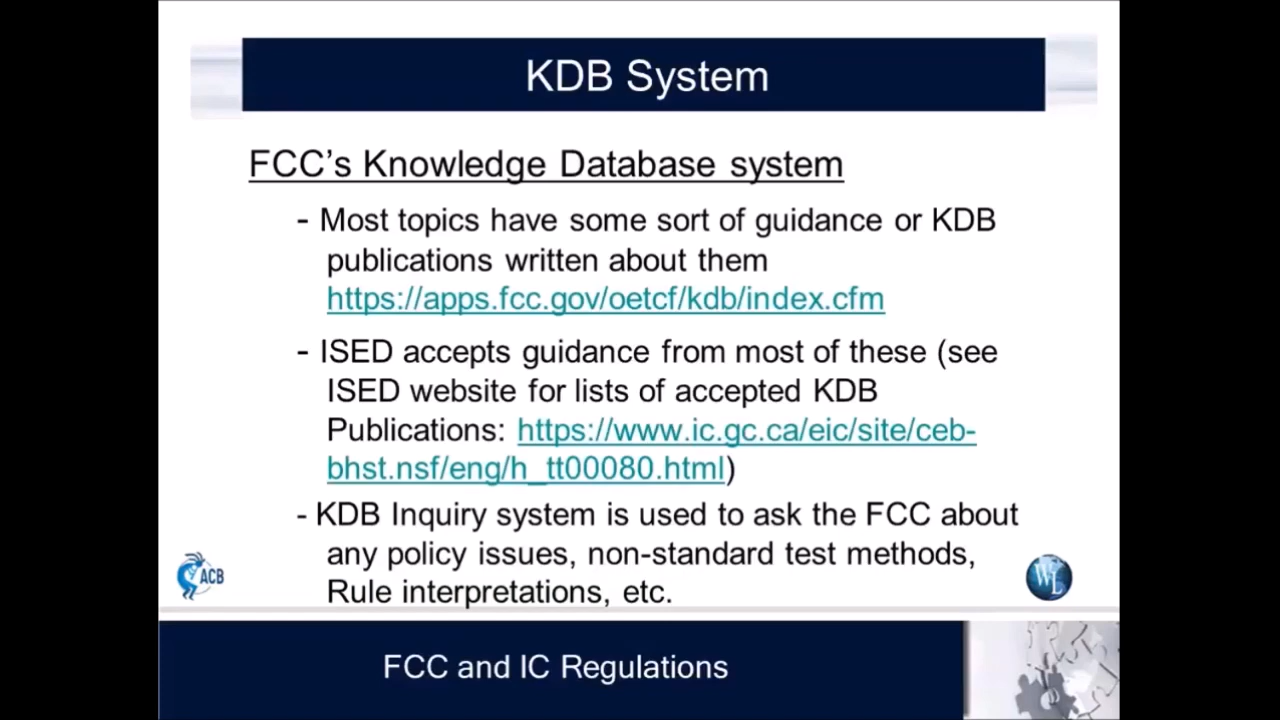 KDB System
FCC’s Knowledge Database system
- Most topics have some sort of guidance or KDB
publications written about them
https://apps.fcc.gov/oetcf/kdb/index.cfm
- ISED accepts guidance from most of these (see
ISED website for lists of accepted KDB
Publications: https://www.ic.gc.ca/eic/site/ceb-
bhst.nsf/eng/h_tt00080.html)
- KDB Inquiry system is used to ask the FCC about
any policy issues, non-standard test methods,
Rule interpretations, etc.
ACB
WL
FCC and IC Regulations